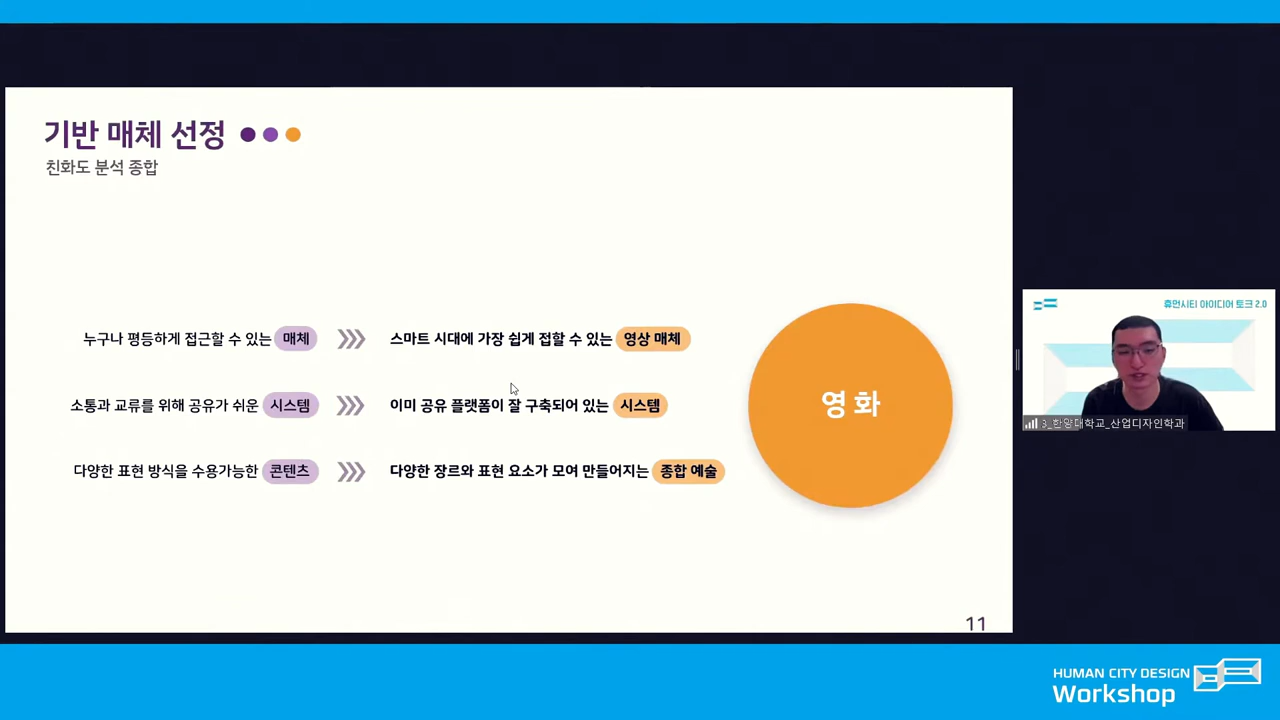 기반 매체 선정
친화도 분석 종합
누구나 평등하게 접근할 수 있는 매체
스마트 시대에 가장 쉽게 접할 수 있는 영상 매체
소통과 교류를 위해 공유가 쉬운 시스템
이미 공유 플랫폼이 잘 구축되어 있는 시스템
다양한 표현 방식을 수용가능한 콘텐츠
다양한 장르와 표현 요소가 모여 만들어지는 종합 예술
영화
11
휴먼시티 아이디어 토크 2.0
3_한양대학교_산업디자인학과
HUMAN CITY DESIGN
Workshop